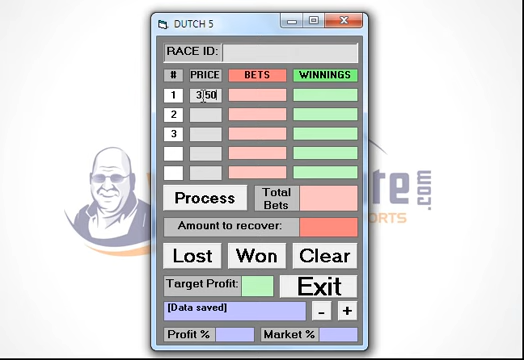 DUTCH 5
RACE ID:
# PRICE BETS WINNINGS
1 3.50
2
3
Process Total Bets
Amount to recover:
Lost Won Clear
Target Profit: Exit
[Data saved] - +
Profit % Market %
.com